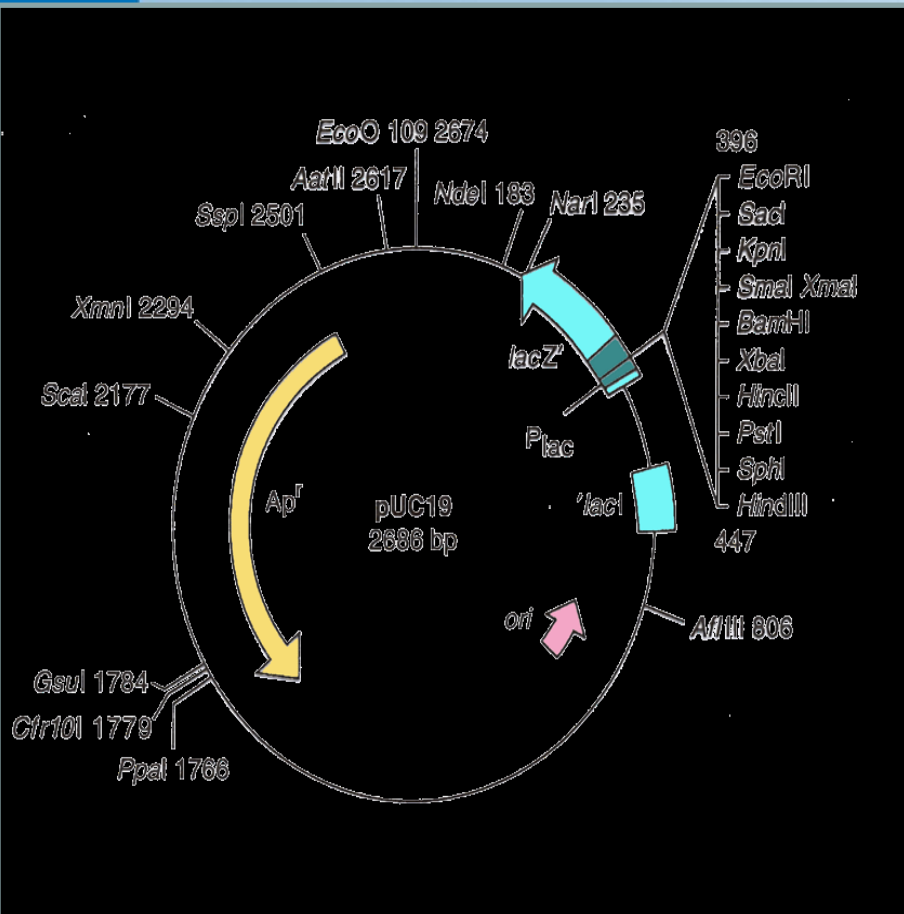 EcoO 109 2674
AatII 2617
NdeI 183
NarI 235
SspI 2501
XmnI 2294
ScaI 2177
396
EcoRI
SacI
KpnI
SmaI XmaI
BamHI
XbaI
HincII
PstI
SphI
HindIII
447
lacZ'
Plac
Apr
pUC19
2686 bp
'lacI
ori
AflIII 806
GsuI 1784
Cfr10I 1779
PpaI 1766